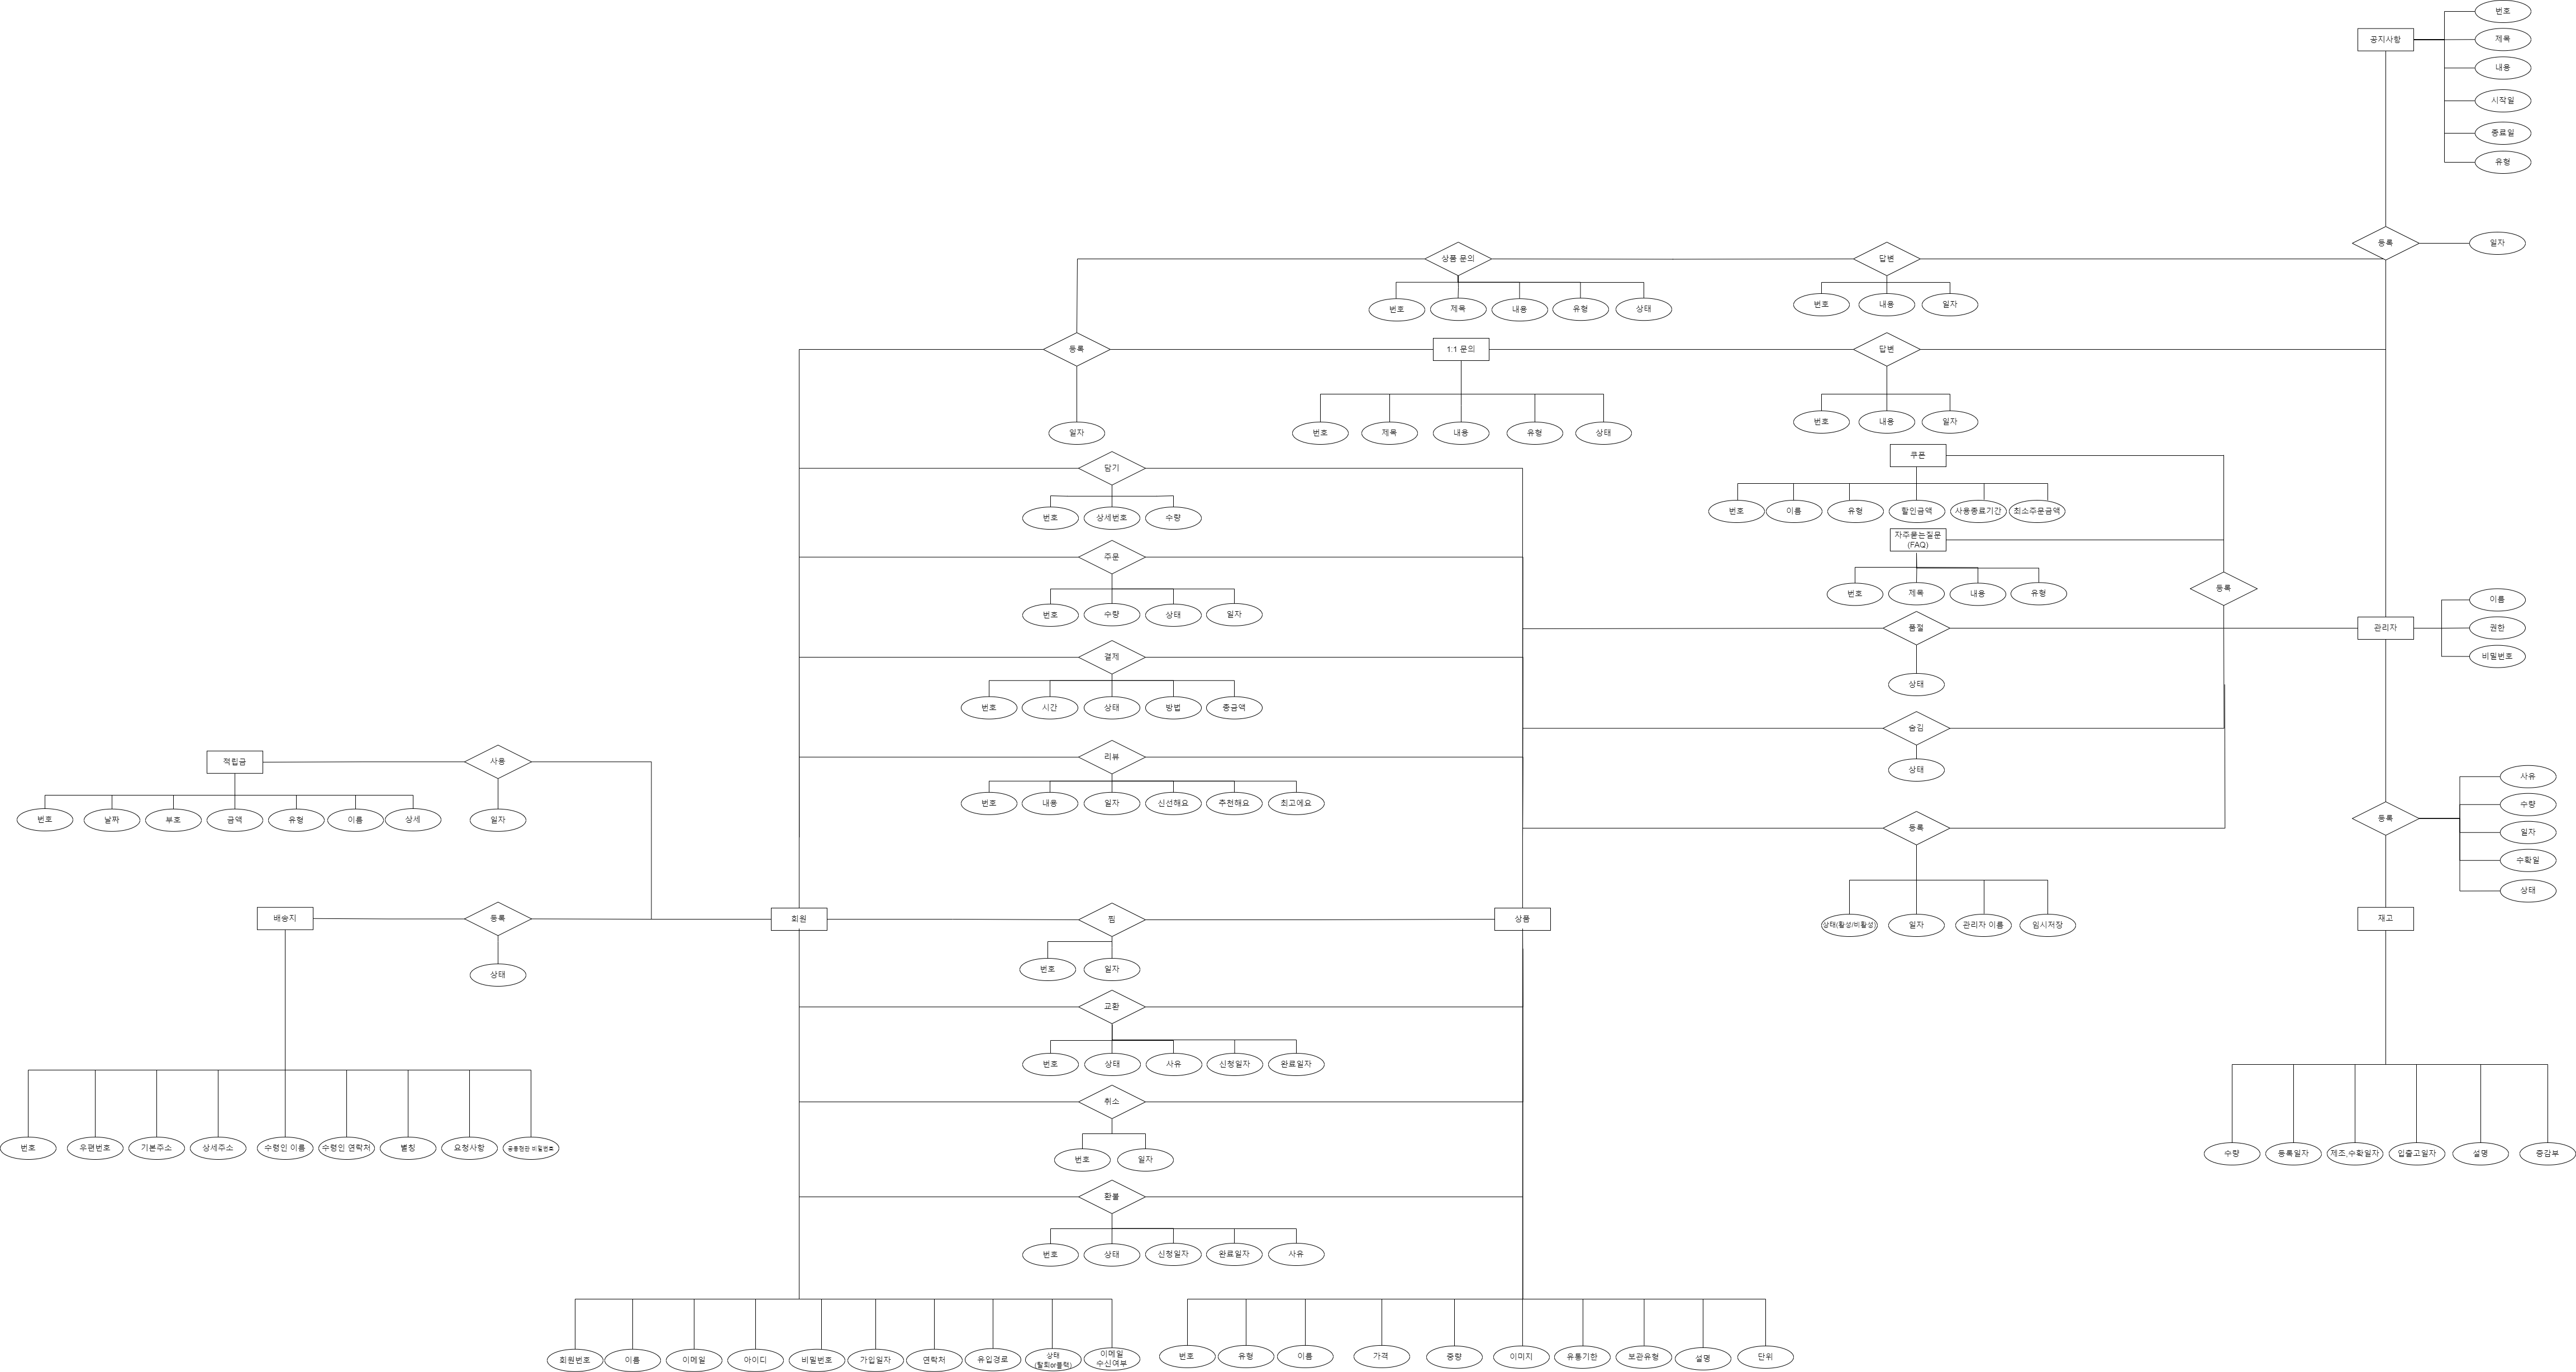 번호
공지사항
제목
내용
시작일
종료일
유형
등록
일자
상품 문의
답변
번호
제목
내용
유형
상태
번호
내용
일자
등록
1:1 문의
답변
일자
번호
제목
내용
유형
상태
번호
내용
일자
담기
쿠폰
번호
상세번호
수량
번호
이름
유형
할인금액
사용종료기간
최소주문금액
주문
자주묻는질문
(FAQ)
번호
수량
상태
일자
번호
제목
내용
유형
등록
결제
품절
관리자
이름
권한
비밀번호
번호
시간
상태
방법
총금액
상태
적립금
사용
리뷰
숨김
상태
번호
날짜
부호
금액
유형
이름
상세
일자
번호
내용
일자
신선해요
추천해요
최고에요
등록
등록
사유
수량
일자
수확일
상태
배송지
등록
회원
찜
상품
상태(활성/비활성)
일자
관리자 이름
임시저장
재고
상태
번호
일자
교환
번호
상태
사유
신청일자
완료일자
취소
번호
우편번호
기본주소
상세주소
수령인 이름
수령인 연락처
별칭
요청사항
공동현관 비밀번호
번호
일자
수량
등록일자
제조,수확일자
입출고일자
설명
증감부
환불
번호
상태
신청일자
완료일자
사유
회원번호
이름
이메일
아이디
비밀번호
가입일자
연락처
유입경로
상태
(탈퇴or블랙)
이메일
수신여부
번호
유형
이름
가격
중량
이미지
유통기한
보관유형
설명
단위